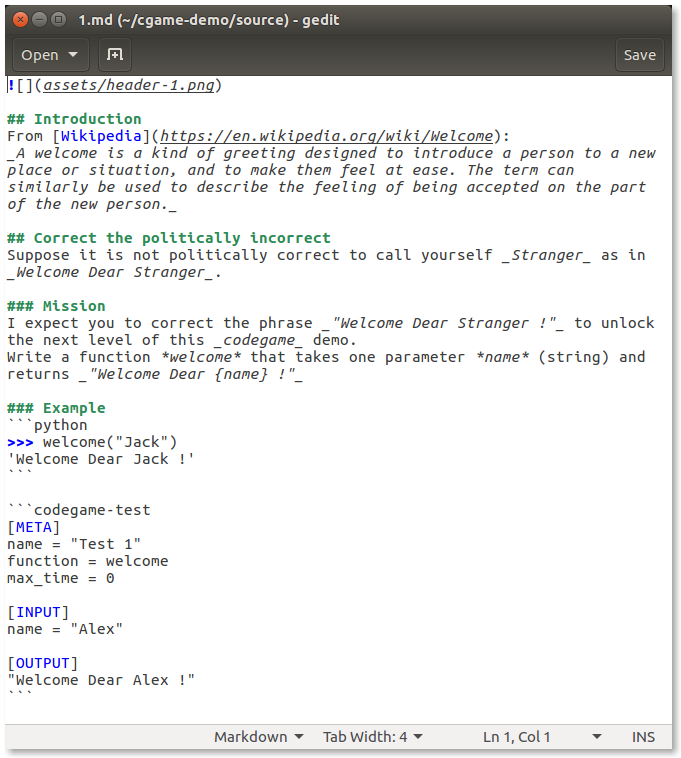 1.md (~/cgame-demo/source) - gedit
Open
Save
![](assets/header-1.png)
## Introduction
From [Wikipedia](https://en.wikipedia.org/wiki/Welcome):
_A welcome is a kind of greeting designed to introduce a person to a new
place or situation, and to make them feel at ease. The term can
similarly be used to describe the feeling of being accepted on the part
of the new person._
## Correct the politically incorrect
Suppose it is not politically correct to call yourself _Stranger_ as in
_Welcome Dear Stranger_.
### Mission
I expect you to correct the phrase _"Welcome Dear Stranger !"_ to unlock
the next level of this _codegame_ demo.
Write a function *welcome* that takes one parameter *name* (string) and
returns _"Welcome Dear {name} !"_
### Example
```python
>>> welcome("Jack")
'Welcome Dear Jack !'
```
```codegame-test
[META]
name = "Test 1"
function = welcome
max_time = 0
[INPUT]
name = "Alex"
[OUTPUT]
"Welcome Dear Alex !"
```
Markdown Tab Width: 4 Ln 1, Col 1 INS